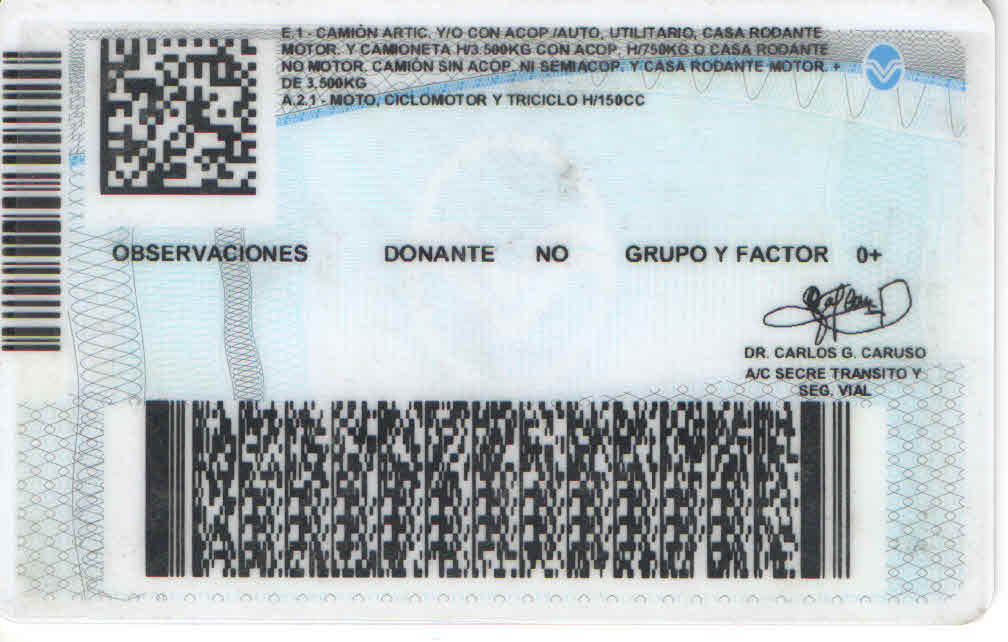 E.1 - CAMIÓN ARTIC. Y/O CON ACOP./AUTO, UTILITARIO, CASA RODANTE
MOTOR. Y CAMIONETA H/3.500KG CON ACOP. H/750KG O CASA RODANTE
NO MOTOR. CAMIÓN SIN ACOP. NI SEMIACOP. Y CASA RODANTE MOTOR. +
DE 3.500KG
A.2.1 - MOTO, CICLOMOTOR Y TRICICLO H/150CC
OBSERVACIONES DONANTE NO GRUPO Y FACTOR 0+
DR. CARLOS G. CARUSO
A/C SECRE TRANSITO Y
SEG. VIAL